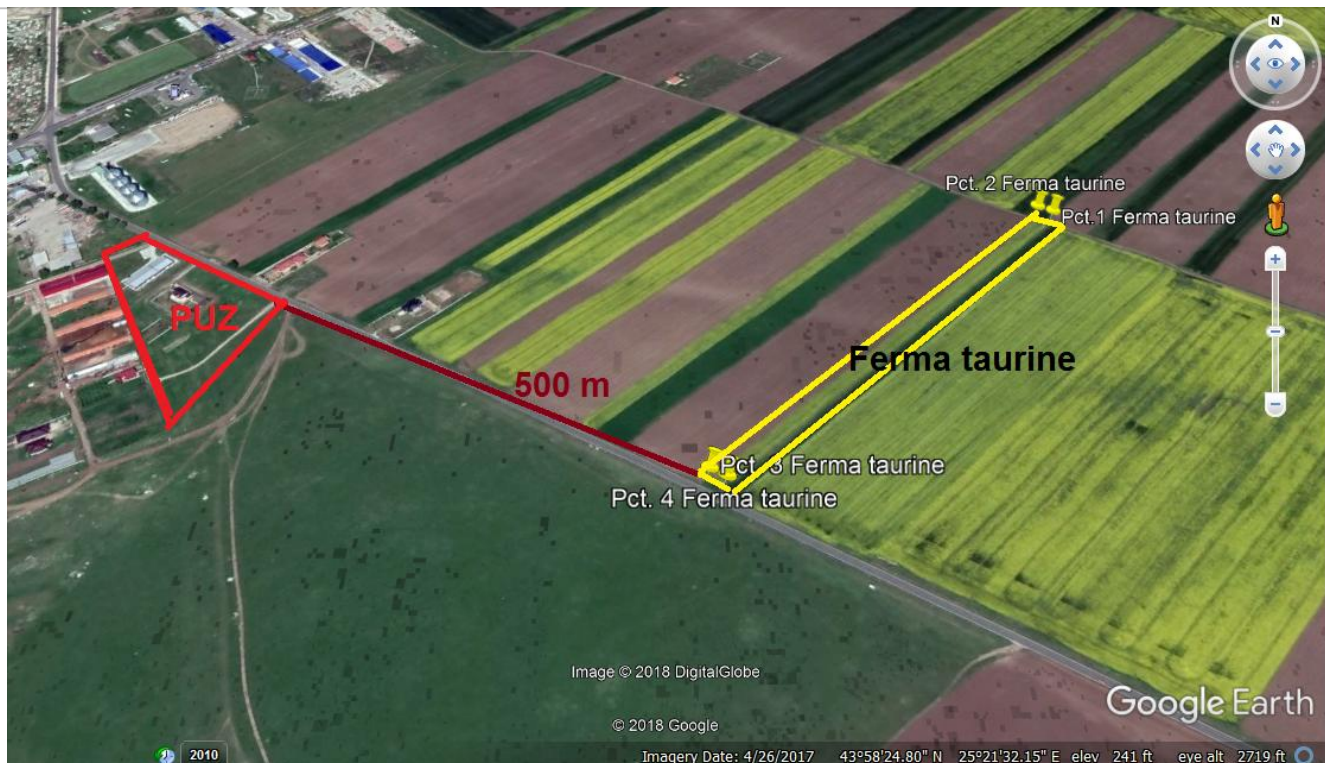 N
Pct. 2 Ferma taurine
Pct.1 Ferma taurine
PUZ
Ferma taurine
500 m
Pct. 3 Ferma taurine
Pct. 4 Ferma taurine
Image © 2018 DigitalGlobe
Google Earth
© 2018 Google
2010
Imagery Date: 4/26/2017 43°58'24.80" N 25°21'32.15" E elev 241 ft eye alt 2719 ft